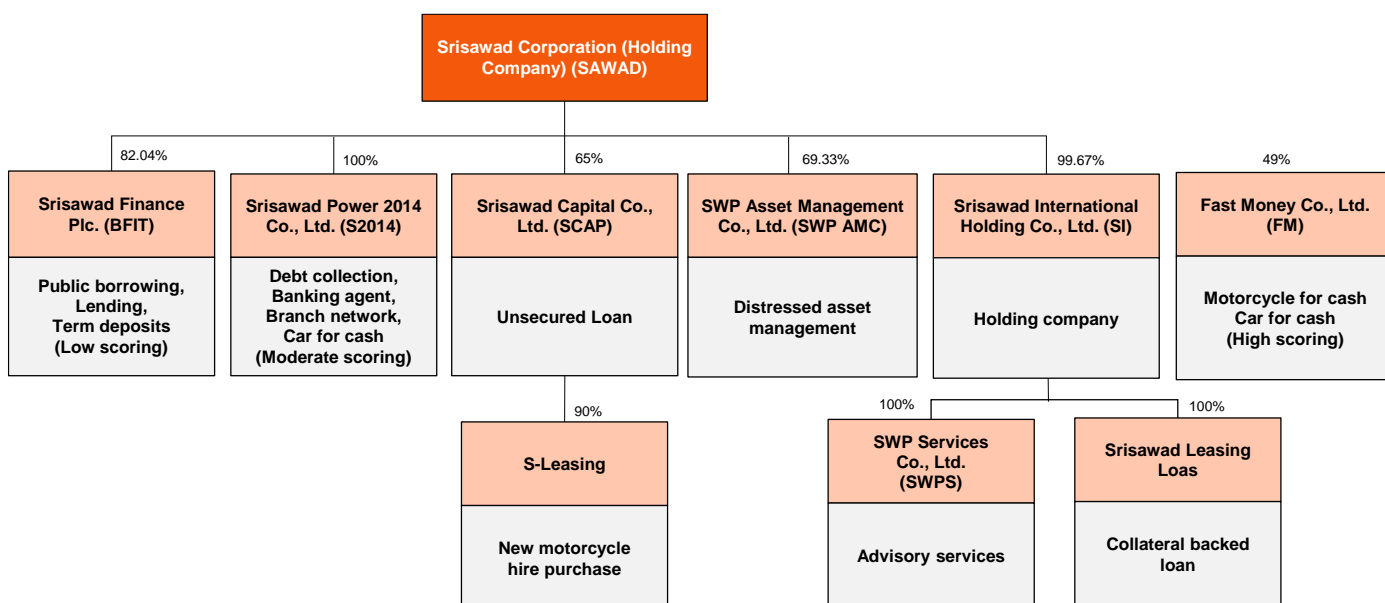 Srisawad Corporation (Holding
Company) (SAWAD)
82.04%
100%
65%
69.33%
99.67%
49%
Srisawad Finance
Plc. (BFIT)
Srisawad Power 2014
Co., Ltd. (S2014)
Srisawad Capital Co.,
Ltd. (SCAP)
SWP Asset Management
Co., Ltd. (SWP AMC)
Srisawad International
Holding Co., Ltd. (SI)
Fast Money Co., Ltd.
(FM)
Public borrowing,
Lending,
Term deposits
(Low scoring)
Debt collection,
Banking agent,
Branch network,
Car for cash
(Moderate scoring)
Unsecured Loan
Distressed asset
management
Holding company
Motorcycle for cash
Car for cash
(High scoring)
90%
100%
100%
S-Leasing
SWP Services
Co., Ltd.
(SWPS)
Srisawad Leasing
Loas
New motorcycle
hire purchase
Advisory services
Collateral backed
loan